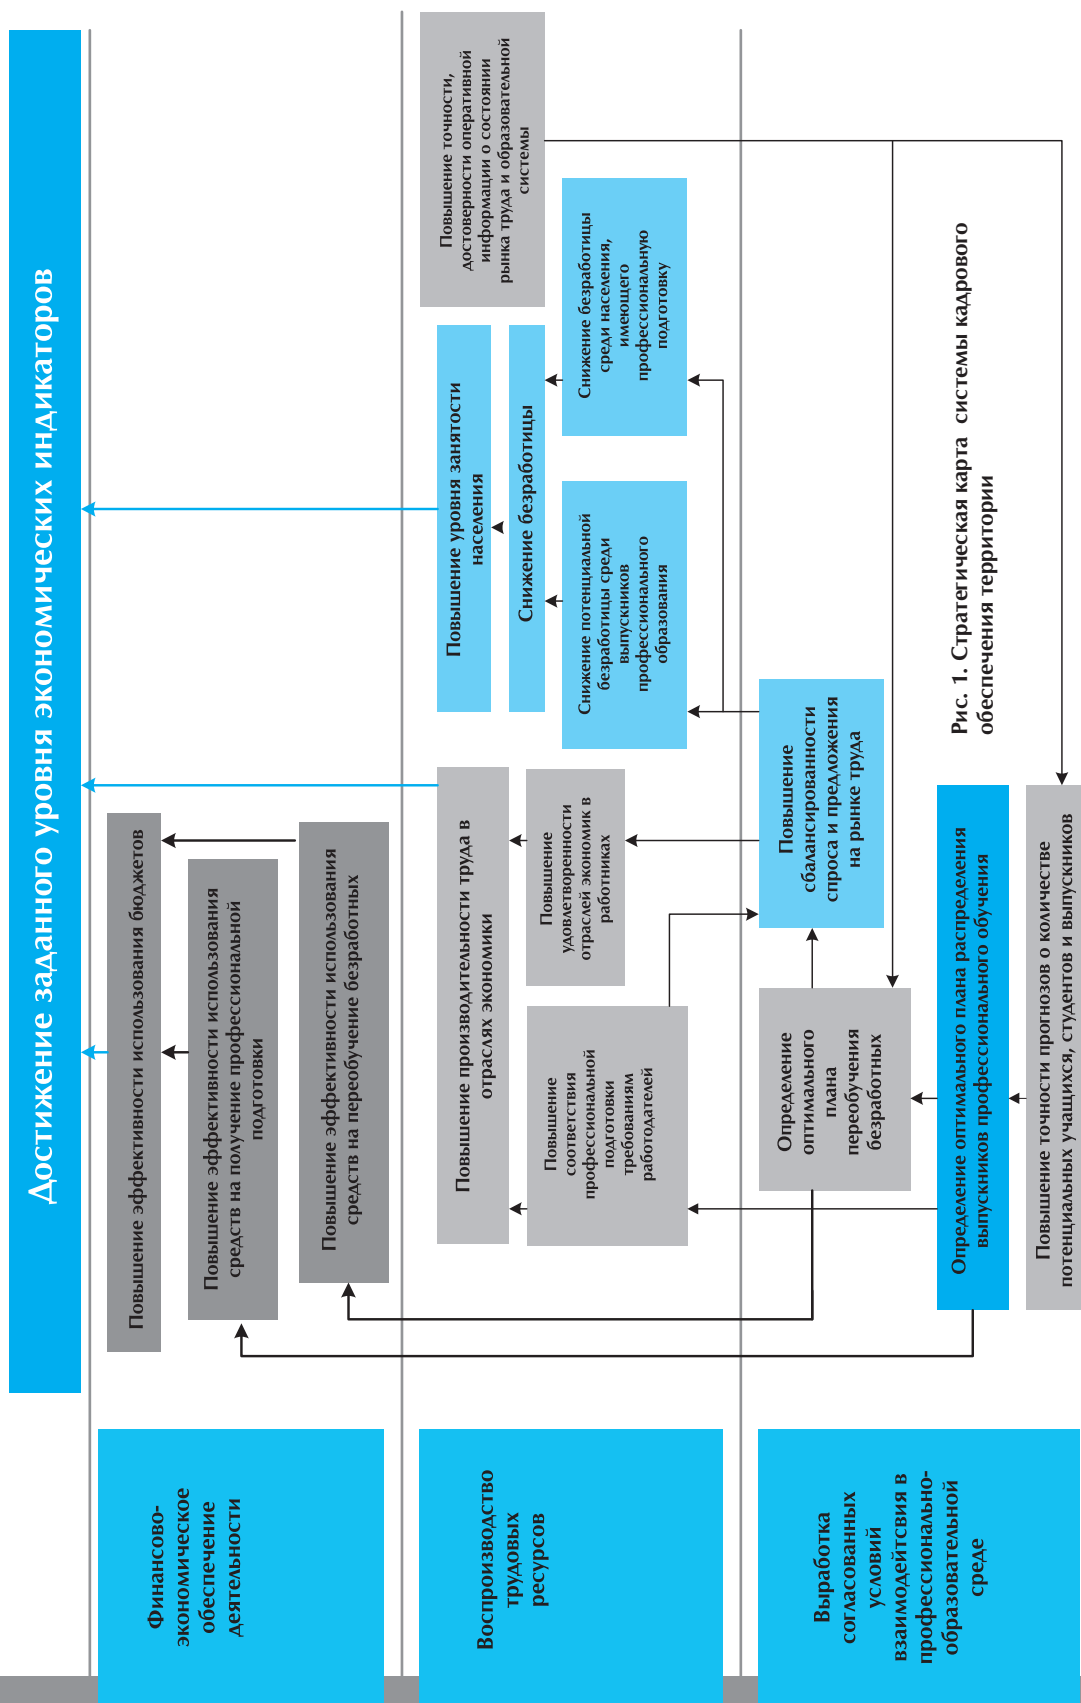 Достижение заданного уровня экономических индикаторов
Финансово-
экономическое
обеспечение
деятельности
Повышение эффективности использования бюджетов
Повышение эффективности использования
средств на получение профессиональной
подготовки
Повышение эффективности использования
средств на переобучение безработных
Воспроизводство
трудовых
ресурсов
Повышение производительности труда в
отраслях экономики
Повышение
соответствия
профессиональной
подготовки
требованиям
работодателей
Повышение
удовлетворенности
отраслей экономик в
работниках
Повышение уровня занятости
населения
Снижение безработицы
Снижение потенциальной
безработицы среди
выпускников
профессионального
образования
Снижение безработицы
среди населения,
имеющего
профессиональную
подготовку
Повышение точности,
достоверности оперативной
информации о состоянии
рынка труда и образовательной
системы
Выработка
согласованных
условий
взаимодейтсвия в
профессионально-
образовательной
среде
Определение
оптимального
плана
переобучения
безработных
Повышение
сбалансированности
спроса и предложения
на рынке труда
Определение оптимального плана распределения
выпускников профессионального обучения
Повышение точности прогнозов о количестве
потенциальных учащихся, студентов и выпускников
Рис. 1. Стратегическая карта системы кадрового
обеспечения территории